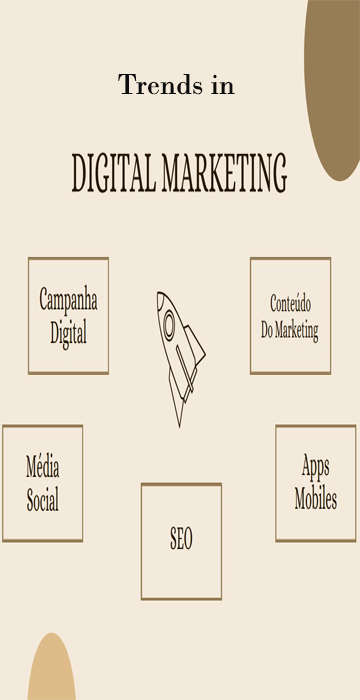 Trends in
DIGITAL MARKETING
Campanha
Digital
Conteúdo
Do Marketing
Média
Social
Apps
Mobiles
SEO